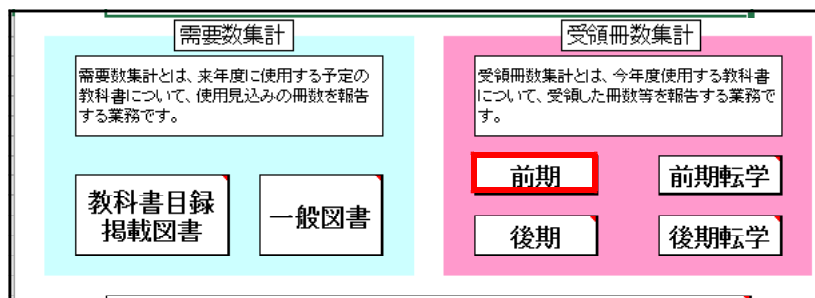 需要数集計
需要数集計とは、来年度に使用する予定の
教科書について、使用見込みの冊数を報告
する業務です。
教科書目録
掲載図書
一般図書
受領冊数集計
受領冊数集計とは、今年度使用する教科書
について、受領した冊数等を報告する業務で
す。
前期
前期転学
後期
後期転学